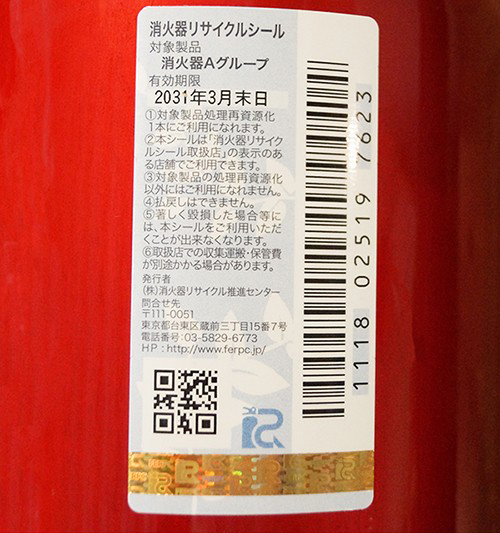 消火器リサイクルシール
対象製品
消火器Aグループ
有効期限
2031年3月末日
①対象製品処理再資源化
1本にご利用になれます。
②本シールは「消火器リサイク
ルシール取扱店」の表示のあ
る店舗でご利用できます。
③対象製品の処理再資源化
以外にはご利用になれません。
④払戻しはできません。
⑤著しく毀損した場合等に
は、本シールをご利用いただ
くことが出来なくなります。
⑥取扱店での収集運搬・保管費
が別途かかる場合があります。
発行者
(株)消火器リサイクル推進センター
問合せ先
〒111-0051
東京都台東区蔵前三丁目15番7号
電話番号:03-5829-6773
HP:http://www.ferpc.jp/
1118 02519 7623